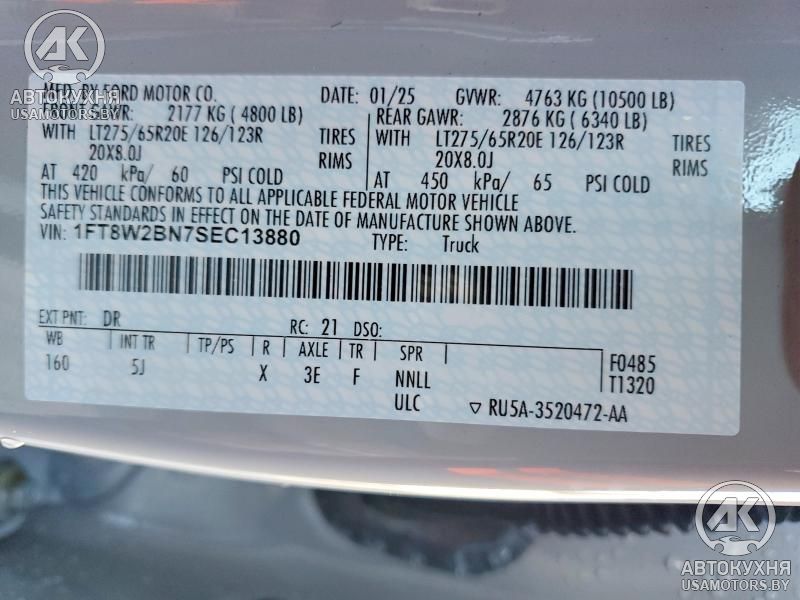 AK
АВТОКУХНЯ
USAMOTORS.BY
MFD. BY FORD MOTOR CO. DATE: 01/25 GVWR: 4763 KG (10500 LB)
FRONT GAWR: 2177 KG ( 4800 LB) REAR GAWR: 2876 KG ( 6340 LB)
WITH LT275/65R20E 126/123R TIRES WITH LT275/65R20E 126/123R TIRES
20X8.0J RIMS 20X8.0J RIMS
AT 420 kPa/ 60 PSI COLD AT 450 kPa/ 65 PSI COLD
THIS VEHICLE CONFORMS TO ALL APPLICABLE FEDERAL MOTOR VEHICLE
SAFETY STANDARDS IN EFFECT ON THE DATE OF MANUFACTURE SHOWN ABOVE.
VIN: 1FT8W2BN7SEC13880 TYPE: Truck
EXT PNT: DR RC: 21 DSO:
WB INT TR TP/PS R AXLE TR SPR F0485
160 5J X 3E F NNLL T1320
ULC ▽ RU5A-3520472-AA
AK
АВТОКУХНЯ
USAMOTORS.BY